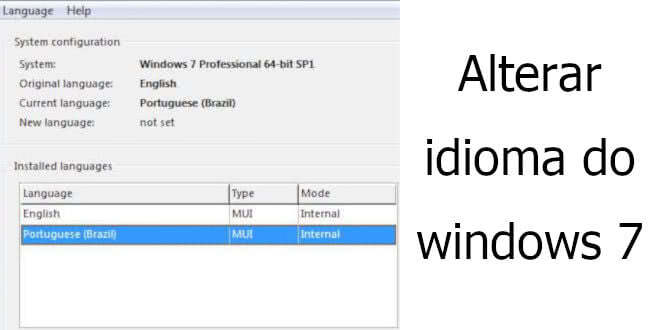 Language Help
System configuration
System: Windows 7 Professional 64-bit SP1
Original language: English
Current language: Portuguese (Brazil)
New language: not set
Installed languages
Language Type Mode
English MUI Internal
Portuguese (Brazil) MUI Internal
Alterar
idioma do
windows 7